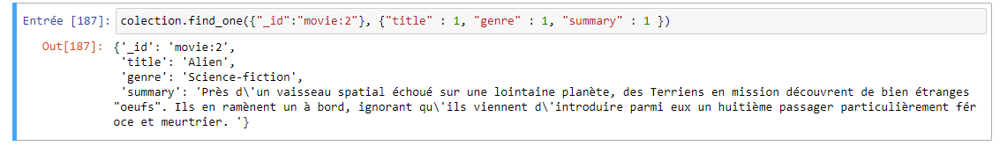 Entrée [187]: colection.find_one({"_id":"movie:2"}, {"title" : 1, "genre" : 1, "summary" : 1 })
Out[187]: {'_id': 'movie:2',
'title': 'Alien',
'genre': 'Science-fiction',
'summary': 'Près d\'un vaisseau spatial échoué sur une lointaine planète, des Terriens en mission découvrent de bien étranges
"oeufs". Ils en ramènent un à bord, ignorant qu\'ils viennent d\'introduire parmi eux un huitième passager particulièrement fér
oce et meurtrier. '}